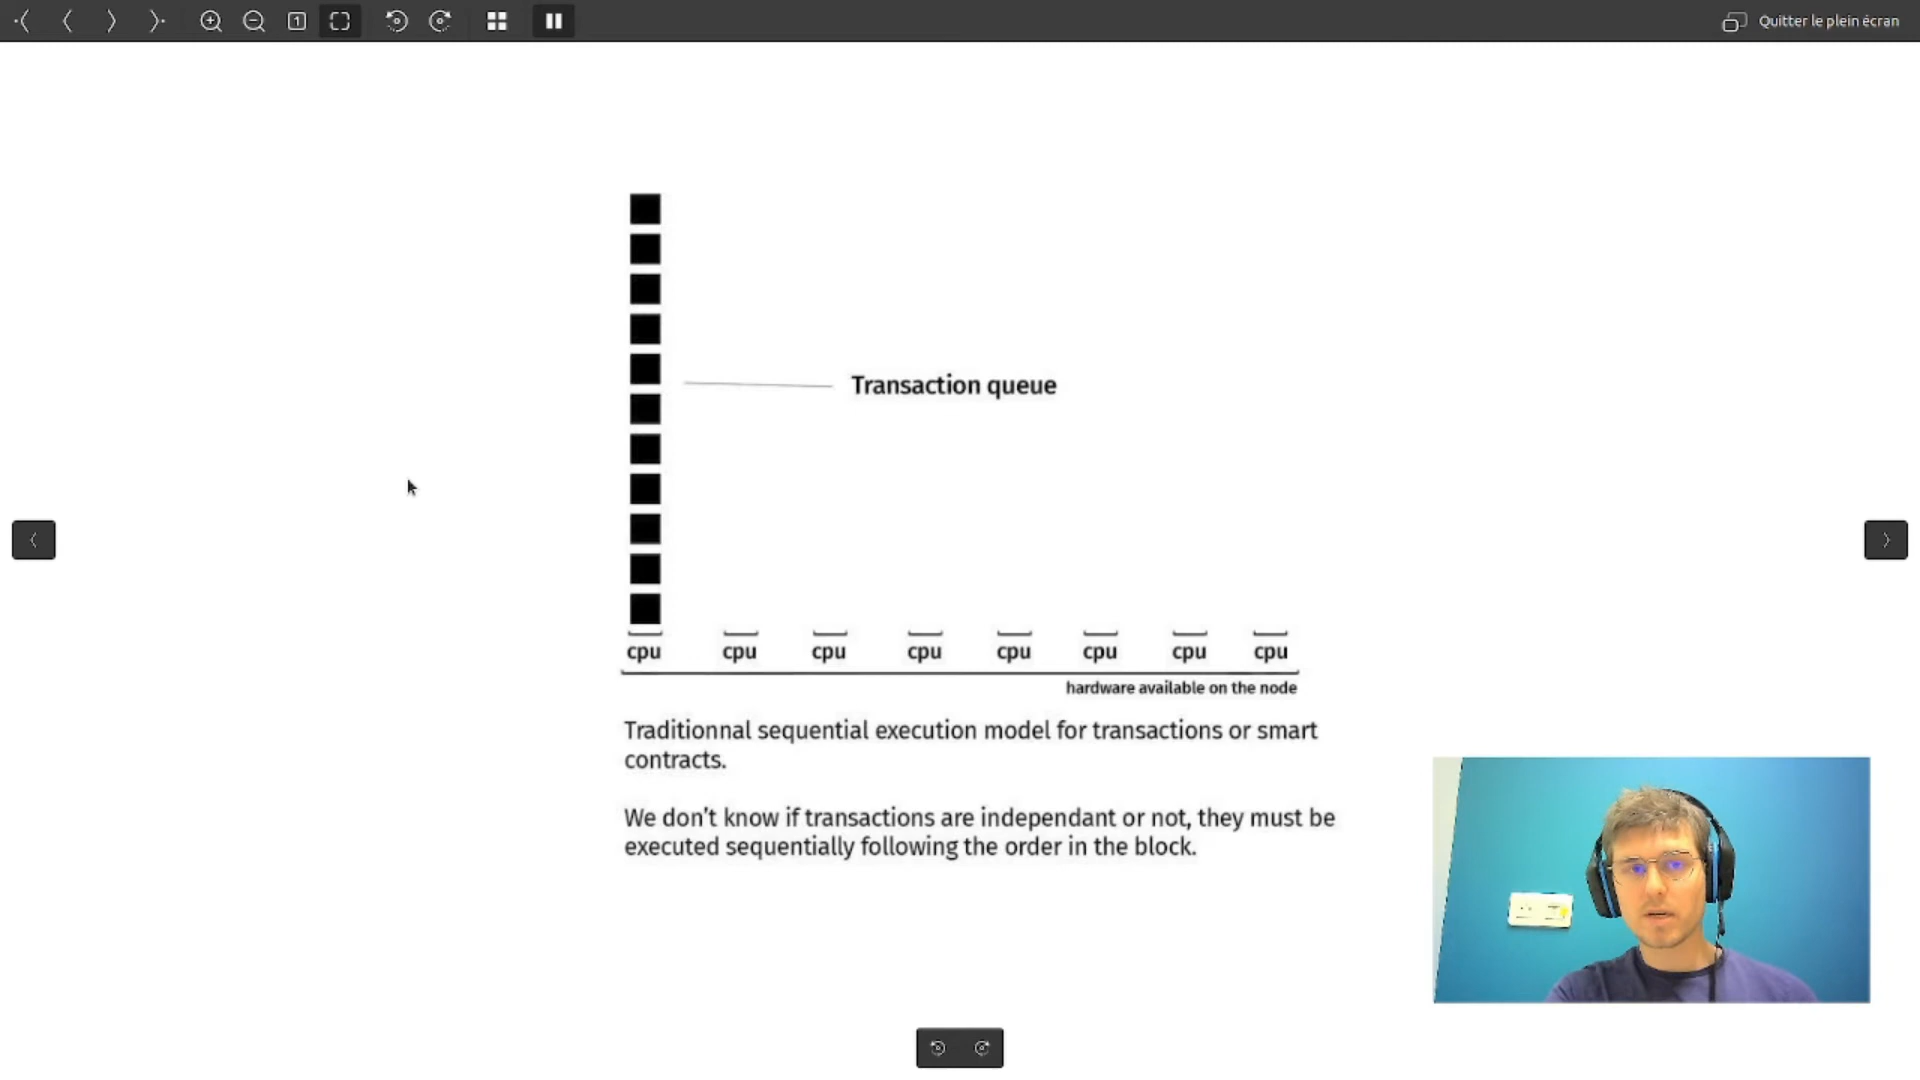 1
Quitter le plein écran
Transaction queue
cpu cpu cpu cpu cpu cpu cpu cpu
hardware available on the node
Traditionnal sequential execution model for transactions or smart
contracts.
We don't know if transactions are independant or not, they must be
executed sequentially following the order in the block.